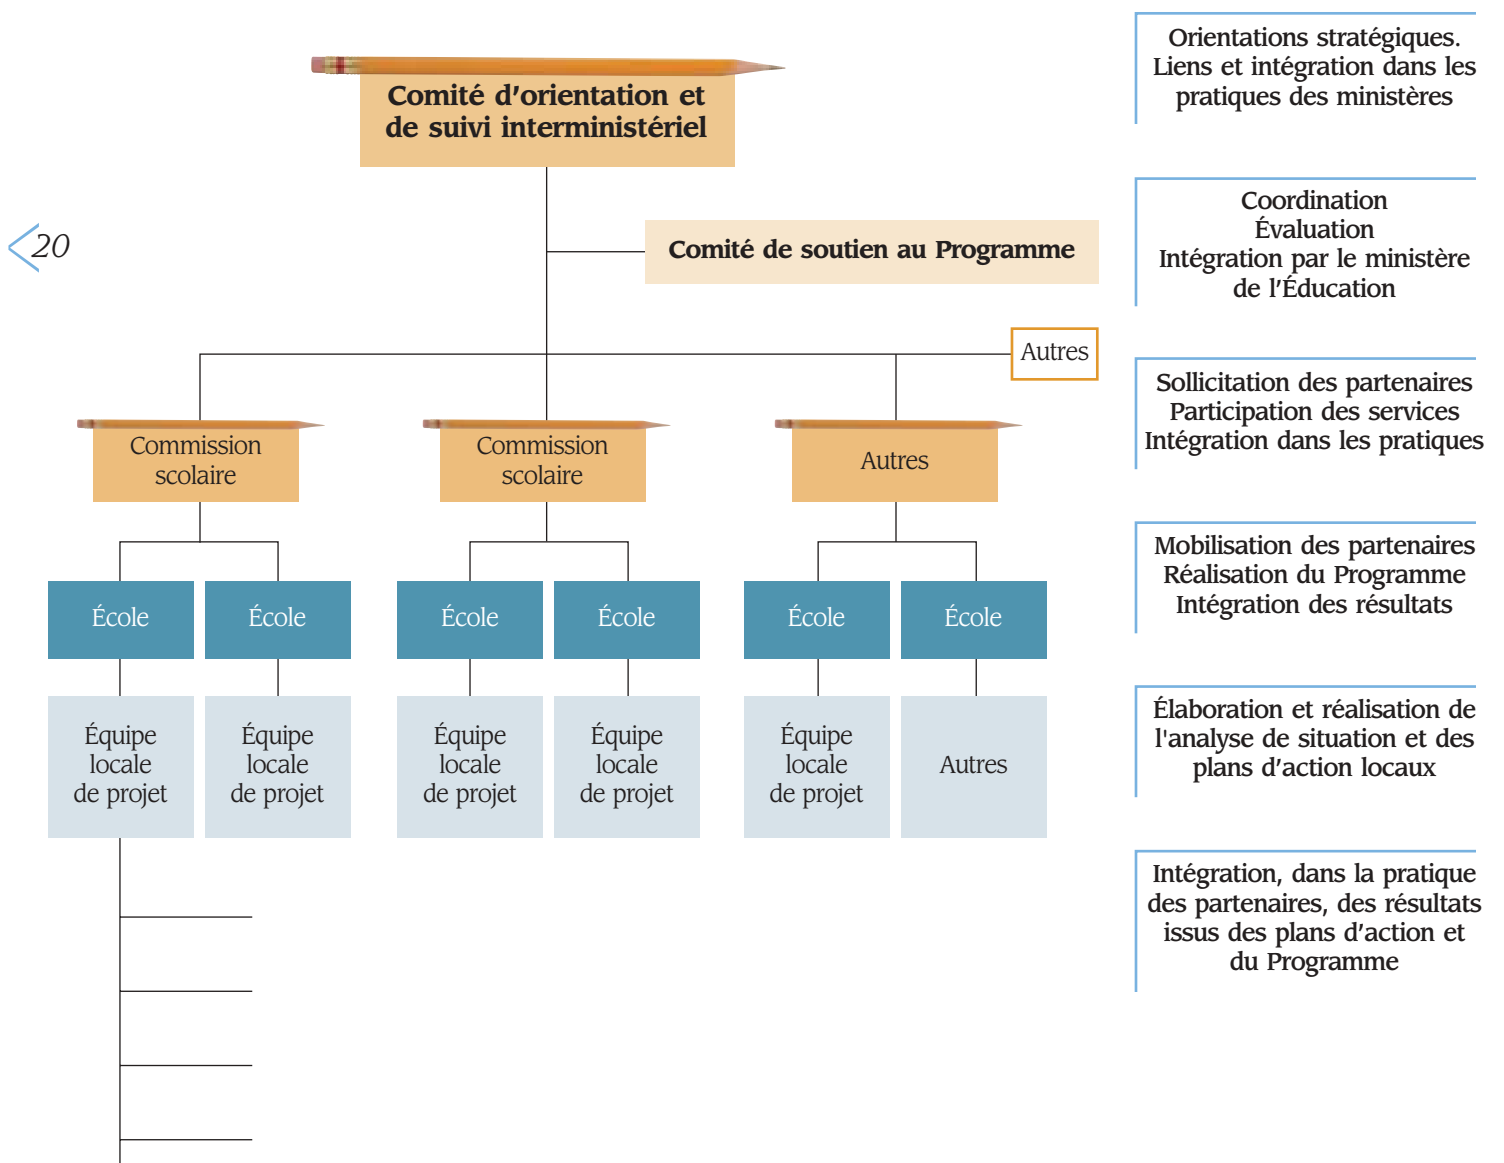 Comité d'orientation et
de suivi interministériel
20
Comité de soutien au Programme
Autres
Commission
scolaire
Commission
scolaire
Autres
École
École
École
École
École
École
Équipe
locale
de projet
Équipe
locale
de projet
Équipe
locale
de projet
Équipe
locale
de projet
Équipe
locale
de projet
Autres
Orientations stratégiques.
Liens et intégration dans les
pratiques des ministères
Coordination
Évaluation
Intégration par le ministère
de l'Éducation
Sollicitation des partenaires
Participation des services
Intégration dans les pratiques
Mobilisation des partenaires
Réalisation du Programme
Intégration des résultats
Élaboration et réalisation de
l'analyse de situation et des
plans d'action locaux
Intégration, dans la pratique
des partenaires, des résultats
issus des plans d'action et
du Programme